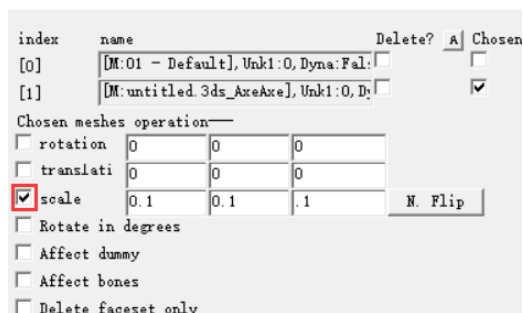 index name Delete? A Chosen
[0] [M:01 - Default], Unk1:0, Dyna:Fal:
[1] [M:untitled.3ds_AxeAxe], Unk1:0, Dy
Chosen meshes operation
rotation 0 0 0
translati 0 0 0
scale 0.1 0.1 .1 N. Flip
Rotate in degrees
Affect dummy
Affect bones
Delete faceset only